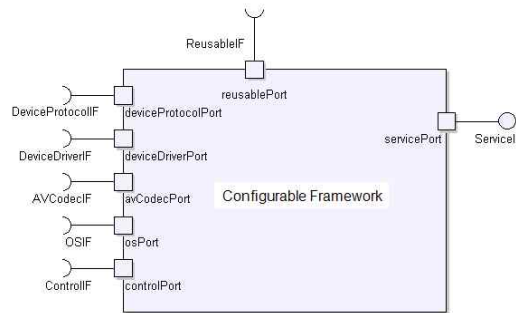 ReusableIF
reusablePort
DeviceProtocolIF
deviceProtocolPort
servicePort
ServiceI
DeviceDriverIF
deviceDriverPort
AVCodecIF
avCodecPort
Configurable Framework
OSIF
osPort
ControlIF
controlPort